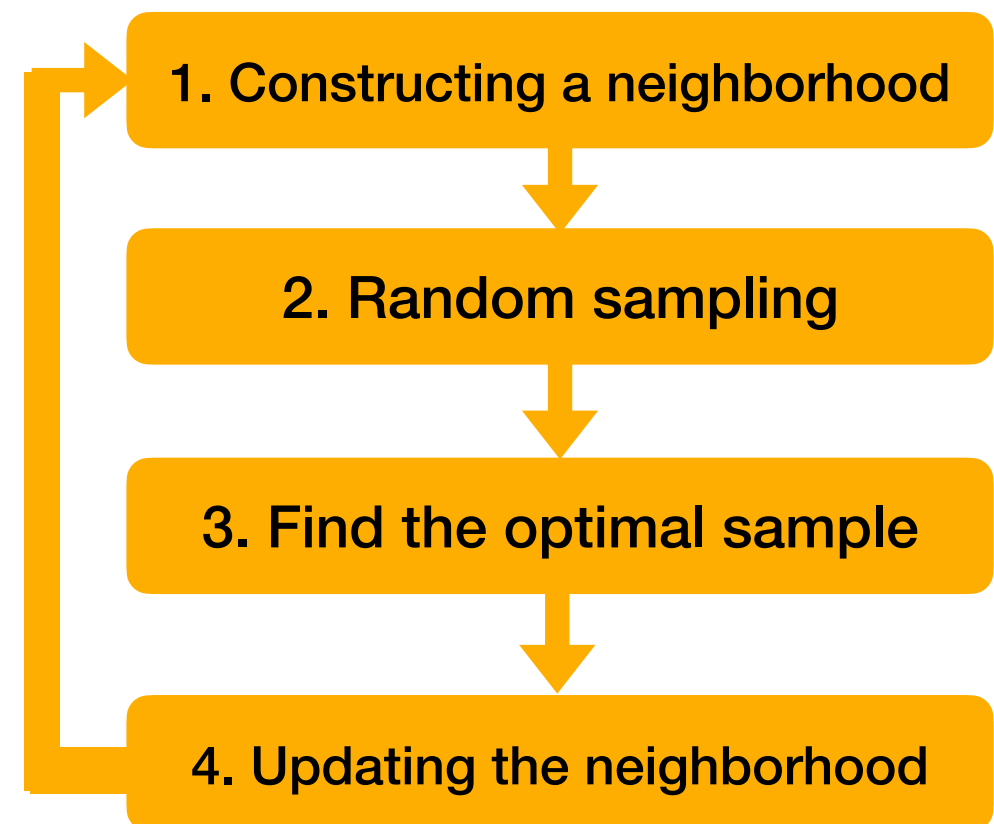 1. Constructing a neighborhood
2. Random sampling
3. Find the optimal sample
4. Updating the neighborhood